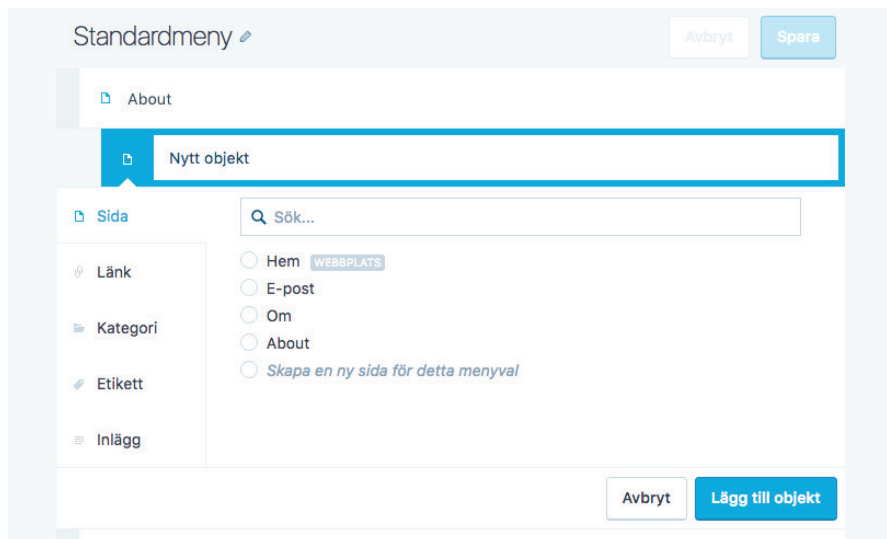 Standardmeny
Avbryt
Spara
About
Nytt objekt
Sida
Sök...
Länk
Hem WEBBPLATS
E-post
Om
Kategori
About
Skapa en ny sida för detta menyval
Etikett
Inlägg
Avbryt
Lägg till objekt